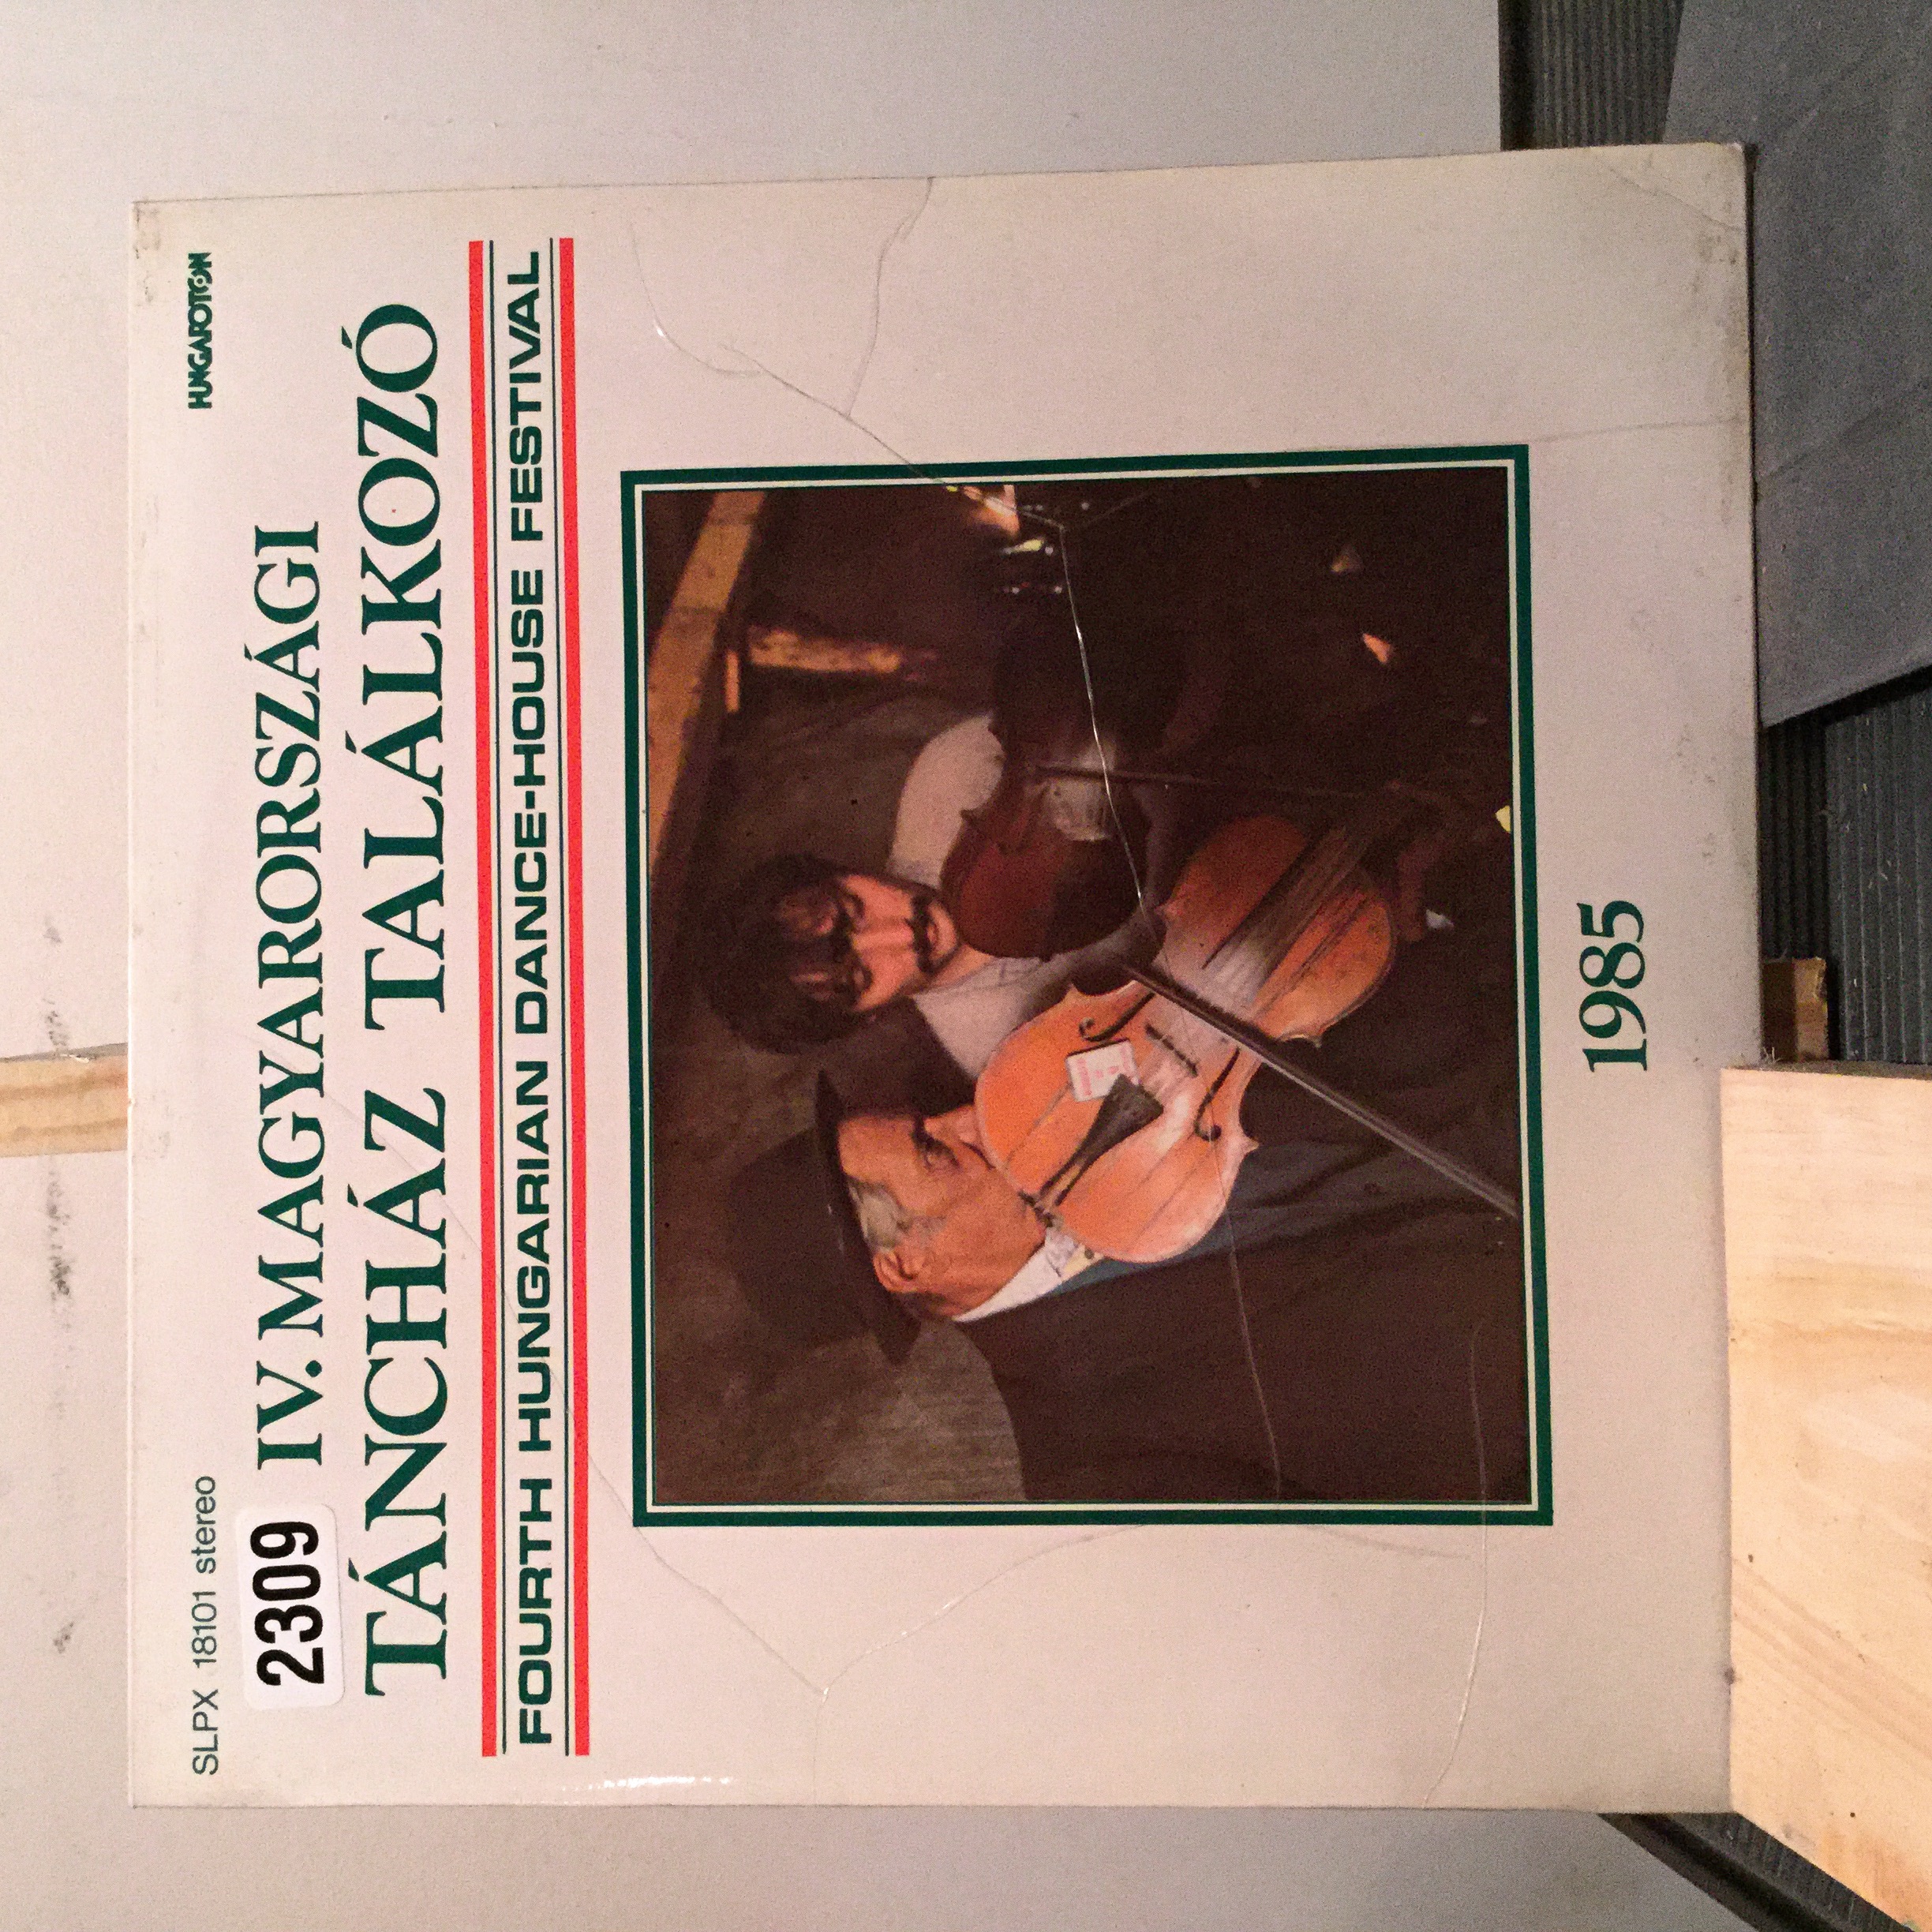 SLPX 18101 stereo
HUNGAROTON
2309
IV. MAGYARORSZÁGI
TÁNCHÁZ TALÁLKOZÓ
FOURTH HUNGARIAN DANCE-HOUSE FESTIVAL
1985